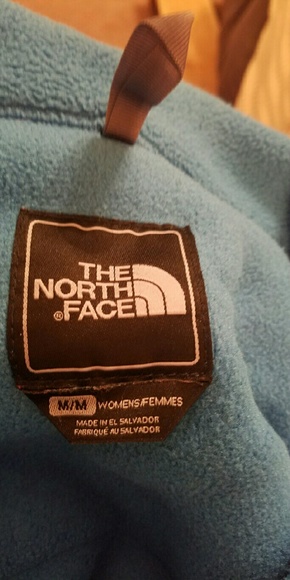 THE
NORTH
®FACE
M/M WOMENS/FEMMES
MADE IN EL SALVADOR
FABRIQUÉ AU SALVADOR